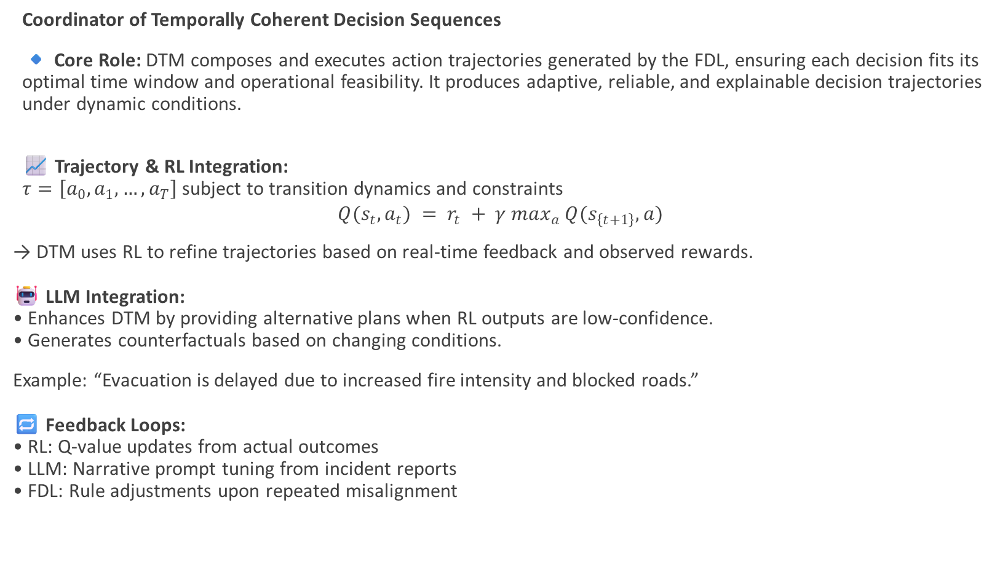 Coordinator of Temporally Coherent Decision Sequences
🔹 Core Role: DTM composes and executes action trajectories generated by the FDL, ensuring each decision fits its
optimal time window and operational feasibility. It produces adaptive, reliable, and explainable decision trajectories
under dynamic conditions.
📈 Trajectory & RL Integration:
τ = [a₀, a₁, … , a_T] subject to transition dynamics and constraints
Q(s_t, a_t) = r_t + γ max_a Q(s_{t+1}, a)
→ DTM uses RL to refine trajectories based on real-time feedback and observed rewards.
🤖 LLM Integration:
• Enhances DTM by providing alternative plans when RL outputs are low-confidence.
• Generates counterfactuals based on changing conditions.
Example: “Evacuation is delayed due to increased fire intensity and blocked roads.”
🔁 Feedback Loops:
• RL: Q-value updates from actual outcomes
• LLM: Narrative prompt tuning from incident reports
• FDL: Rule adjustments upon repeated misalignment